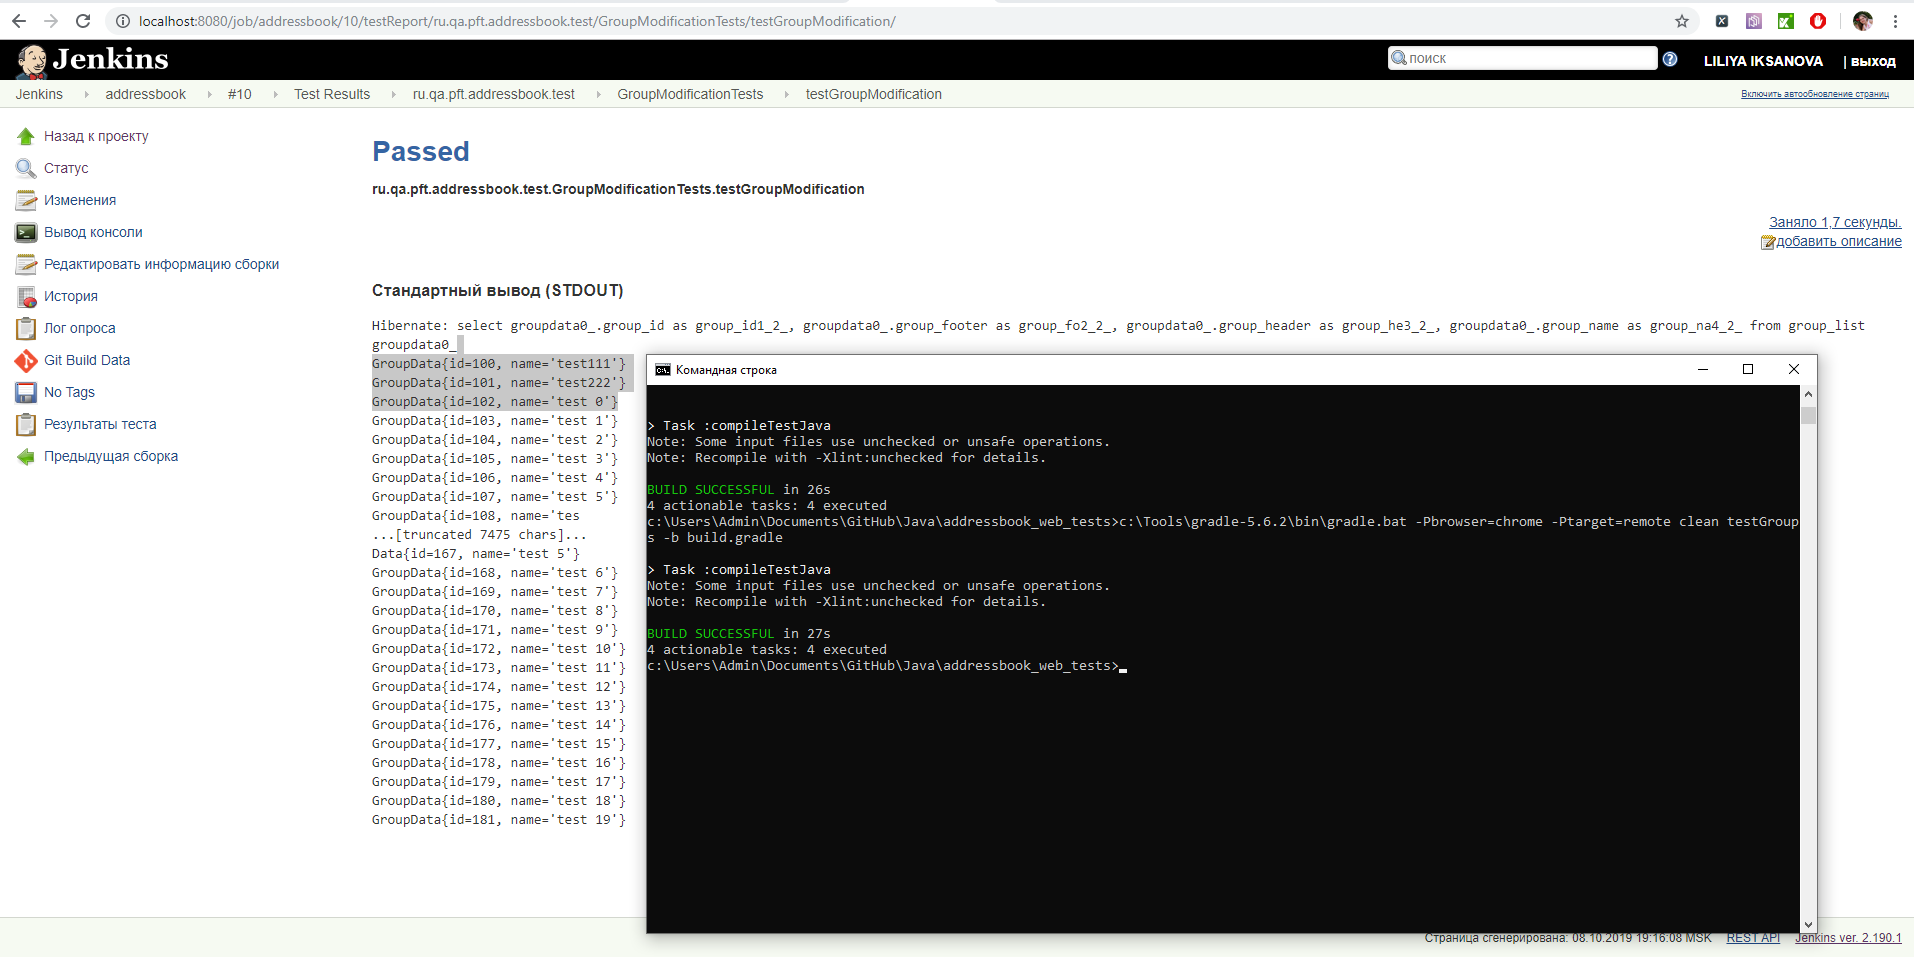 localhost:8080/job/addressbook/10/testReport/ru.qa.pft.addressbook.test/GroupModificationTests/testGroupModification/
Jenkins
поиск
LILIYA IKSANOVA
| выход
Jenkins
addressbook
#10
Test Results
ru.qa.pft.addressbook.test
GroupModificationTests
testGroupModification
Включить автообновление страниц
Назад к проекту
Статус
Изменения
Вывод консоли
Редактировать информацию сборки
История
Лог опроса
Git Build Data
No Tags
Результаты теста
Предыдущая сборка
Passed
ru.qa.pft.addressbook.test.GroupModificationTests.testGroupModification
Заняло 1,7 секунды.
добавить описание
Стандартный вывод (STDOUT)
Hibernate: select groupdata0_.group_id as group_id1_2_, groupdata0_.group_footer as group_fo2_2_, groupdata0_.group_header as group_he3_2_, groupdata0_.group_name as group_na4_2_ from group_list
groupdata0_
GroupData{id=100, name='test111'}
GroupData{id=101, name='test222'}
GroupData{id=102, name='test 0'}
GroupData{id=103, name='test 1'}
GroupData{id=104, name='test 2'}
GroupData{id=105, name='test 3'}
GroupData{id=106, name='test 4'}
GroupData{id=107, name='test 5'}
GroupData{id=108, name='tes
...[truncated 7475 chars]...
Data{id=167, name='test 5'}
GroupData{id=168, name='test 6'}
GroupData{id=169, name='test 7'}
GroupData{id=170, name='test 8'}
GroupData{id=171, name='test 9'}
GroupData{id=172, name='test 10'}
GroupData{id=173, name='test 11'}
GroupData{id=174, name='test 12'}
GroupData{id=175, name='test 13'}
GroupData{id=176, name='test 14'}
GroupData{id=177, name='test 15'}
GroupData{id=178, name='test 16'}
GroupData{id=179, name='test 17'}
GroupData{id=180, name='test 18'}
GroupData{id=181, name='test 19'}
Командная строка
> Task :compileTestJava
Note: Some input files use unchecked or unsafe operations.
Note: Recompile with -Xlint:unchecked for details.
BUILD SUCCESSFUL in 26s
4 actionable tasks: 4 executed
c:\Users\Admin\Documents\GitHub\Java\addressbook_web_tests>c:\Tools\gradle-5.6.2\bin\gradle.bat -Pbrowser=chrome -Ptarget=remote clean testGroup
s -b build.gradle
> Task :compileTestJava
Note: Some input files use unchecked or unsafe operations.
Note: Recompile with -Xlint:unchecked for details.
BUILD SUCCESSFUL in 27s
4 actionable tasks: 4 executed
c:\Users\Admin\Documents\GitHub\Java\addressbook_web_tests>
Страница сгенерирована: 08.10.2019 19:16:08 MSK
REST API
Jenkins ver. 2.190.1